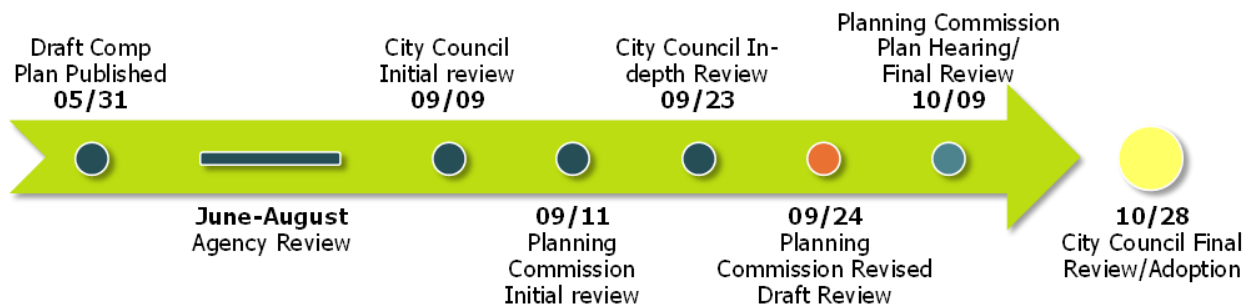 Draft Comp
Plan Published
05/31
June-August
Agency Review
City Council
Initial review
09/09
09/11
Planning
Commission
Initial review
City Council In-
depth Review
09/23
09/24
Planning
Commission Revised
Draft Review
Planning Commission
Plan Hearing/
Final Review
10/09
10/28
City Council Final
Review/Adoption